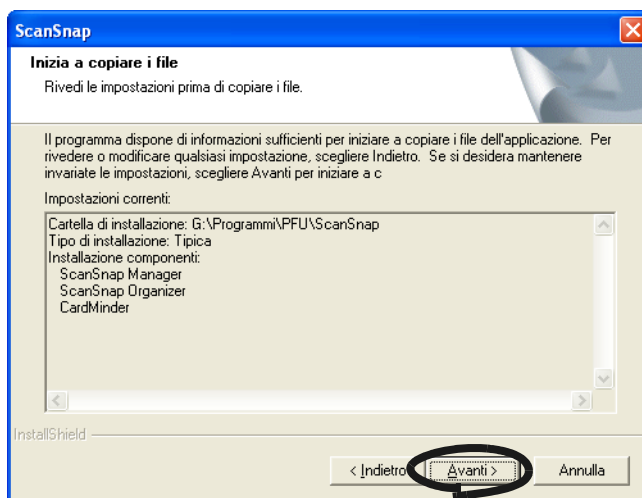 ScanSnap
Inizia a copiare i file
Rivedi le impostazioni prima di copiare i file.
Il programma dispone di informazioni sufficienti per iniziare a copiare i file dell'applicazione. Per
rivedere o modificare qualsiasi impostazione, scegliere Indietro. Se si desidera mantenere
invariate le impostazioni, scegliere Avanti per iniziare a c
Impostazioni correnti:
Cartella di installazione: G:\Programmi\PFU\ScanSnap
Tipo di installazione: Tipica
Installazione componenti:
ScanSnap Manager
ScanSnap Organizer
CardMinder
InstallShield
< Indietro Avanti > Annulla